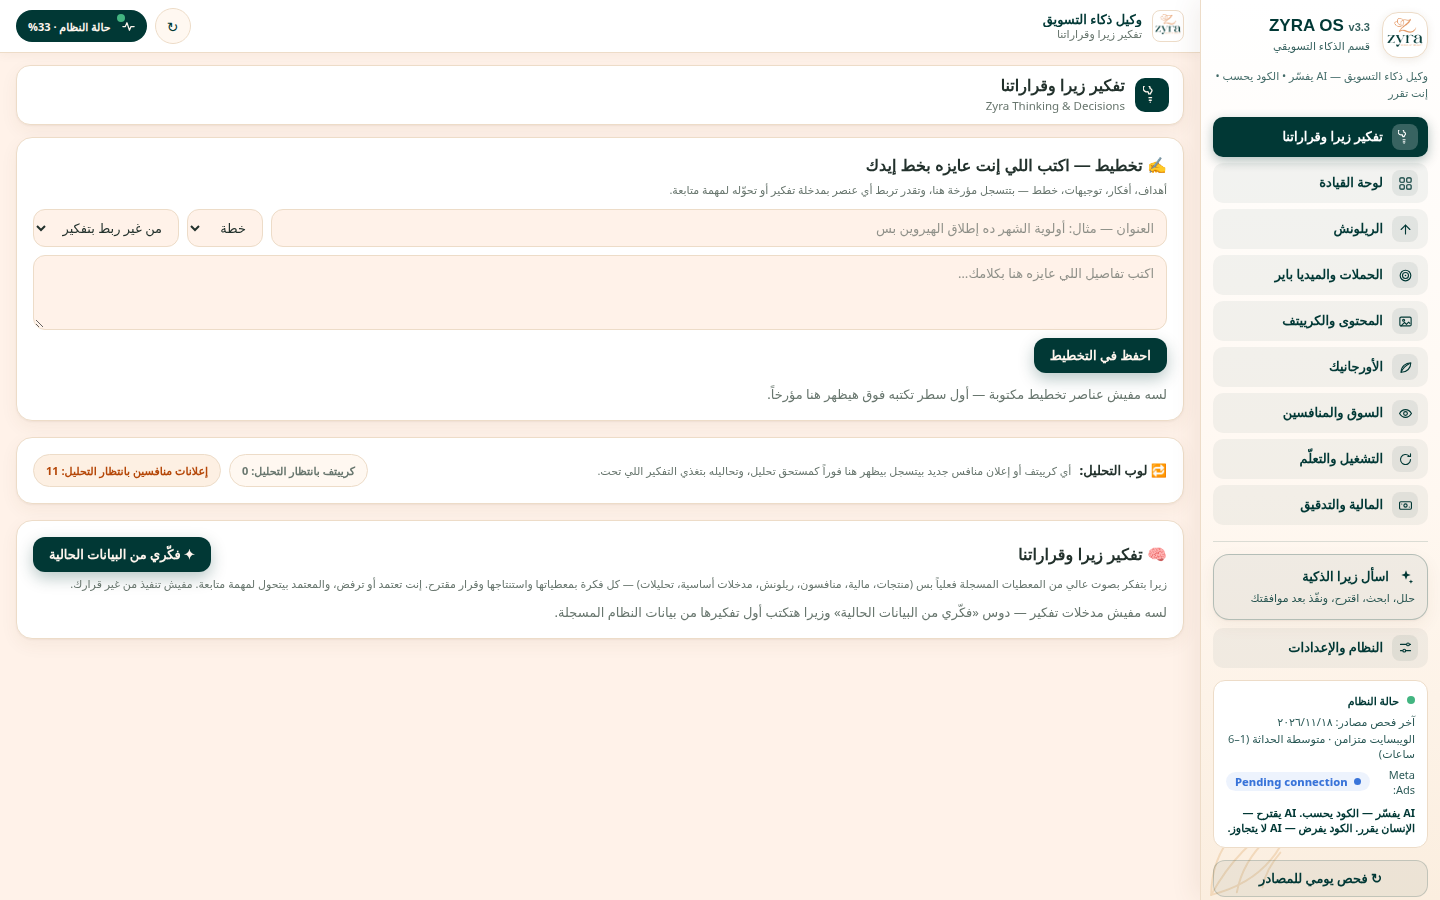 ZYRA OS v3.3
قسم الذكاء التسويقي
zyra
وكيل ذكاء التسويق — AI يفسّر • الكود يحسب •
إنت تقرر
تفكير زيرا وقراراتنا
لوحة القيادة
الريلونش
الحملات والميديا باير
المحتوى والكرييتف
الأورجانيك
السوق والمنافسين
التشغيل والتعلّم
المالية والتدقيق
اسأل زيرا الذكية
حلل، ابحث، اقترح، ونفّذ بعد موافقتك
النظام والإعدادات
حالة النظام
آخر فحص مصادر: ٢٠٢٦/١١/١٨
الويبسايت متزامن · متوسطة الحداثة (1–6
ساعات)
Meta
Ads:
Pending connection
AI يفسّر — الكود يحسب. AI يقترح —
الإنسان يقرر. الكود يفرض — AI لا يتجاوز.
↻ فحص يومي للمصادر
zyra
وكيل ذكاء التسويق
تفكير زيرا وقراراتنا
↻
حالة النظام · 33%
تفكير زيرا وقراراتنا
Zyra Thinking & Decisions
✍️ تخطيط — اكتب اللي إنت عايزه بخط إيدك
أهداف، أفكار، توجيهات، خطط — بتتسجل مؤرخة هنا، وتقدر تربط أي عنصر بمدخلة تفكير أو تحوّله لمهمة متابعة.
العنوان — مثال: أولوية الشهر ده إطلاق الهيروين بس
خطة
من غير ربط بتفكير
اكتب تفاصيل اللي عايزه هنا بكلامك...
احفظ في التخطيط
لسه مفيش عناصر تخطيط مكتوبة — أول سطر تكتبه فوق هيظهر هنا مؤرخاً.
🔁 لوب التحليل: أي كرييتف أو إعلان منافس جديد بيتسجل بيظهر هنا فوراً كمستحق تحليل، وتحاليله بتغذي التفكير اللي تحت.
كرييتف بانتظار التحليل: 0
إعلانات منافسين بانتظار التحليل: 11
🧠 تفكير زيرا وقراراتنا
✦ فكّري من البيانات الحالية
زيرا بتفكر بصوت عالي من المعطيات المسجلة فعلياً بس (منتجات، مالية، منافسون، ريلونش، مدخلات أساسية، تحليلات) — كل فكرة بمعطياتها واستنتاجها وقرار مقترح. إنت تعتمد أو ترفض، والمعتمد بيتحول لمهمة متابعة. مفيش تنفيذ من غير قرارك.
لسه مفيش مدخلات تفكير — دوس «فكّري من البيانات الحالية» وزيرا هتكتب أول تفكيرها من بيانات النظام المسجلة.